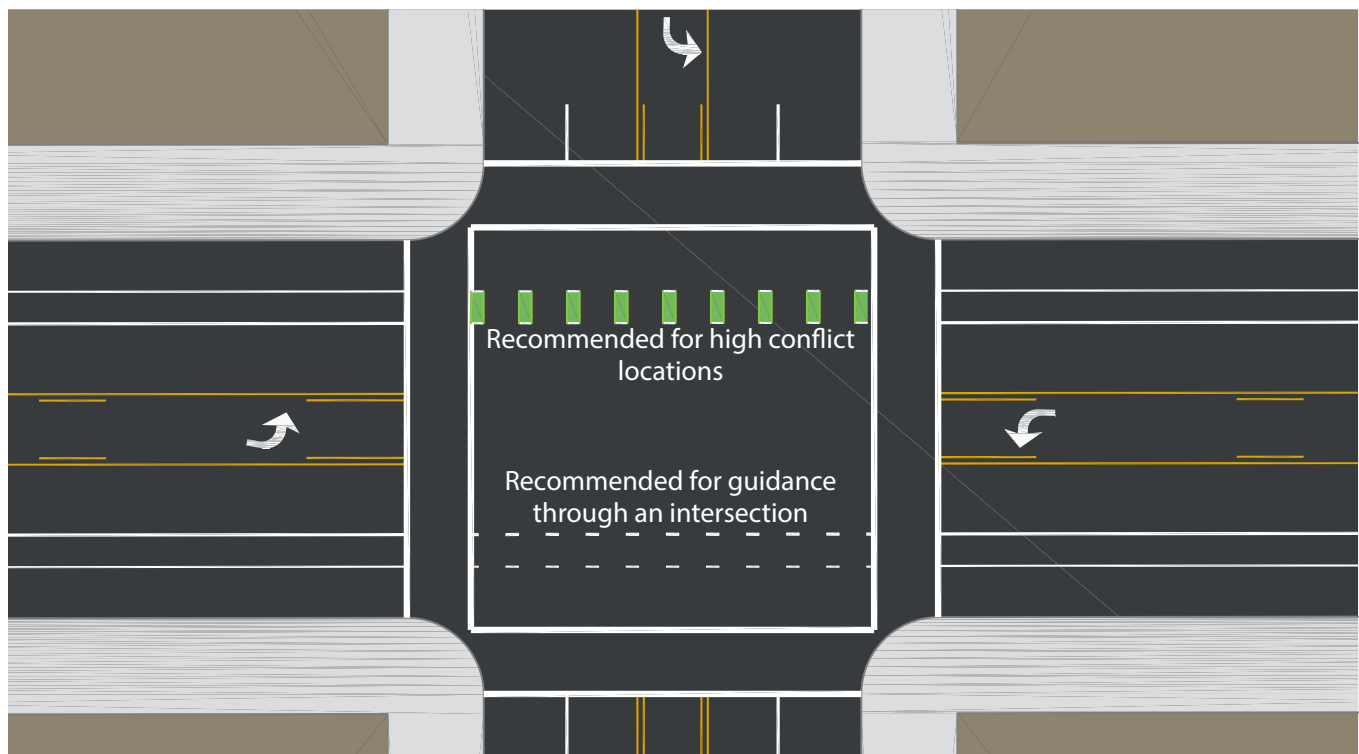 Recommended for high conflict
locations
Recommended for guidance
through an intersection